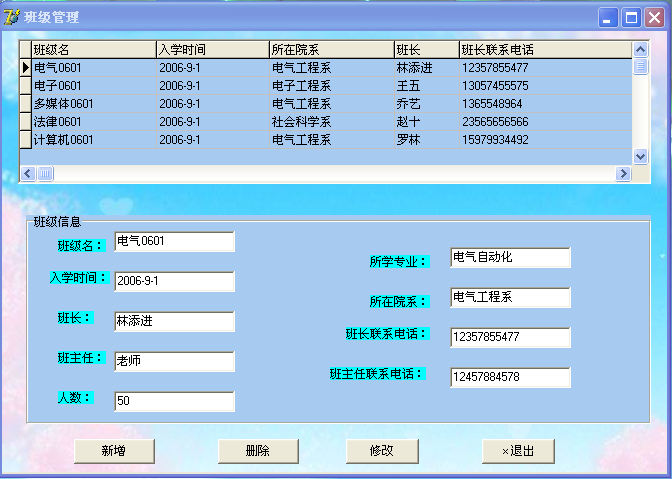 班级管理
班级名 入学时间 所在院系 班长 班长联系电话
电气0601 2006-9-1 电气工程系 林添进 12357855477
电子0601 2006-9-1 电子工程系 王五 13057455575
多媒体0601 2006-9-1 电气工程系 乔艺 1365548964
法律0601 2006-9-1 社会科学系 赵十 23565656566
计算机0601 2006-9-1 电气工程系 罗林 15979934492
班级信息
班级名： 电气0601
所学专业： 电气自动化
入学时间： 2006-9-1
所在院系： 电气工程系
班长： 林添进
班长联系电话： 12357855477
班主任： 老师
班主任联系电话： 12457884578
人数： 50
新增 删除 修改 ×退出